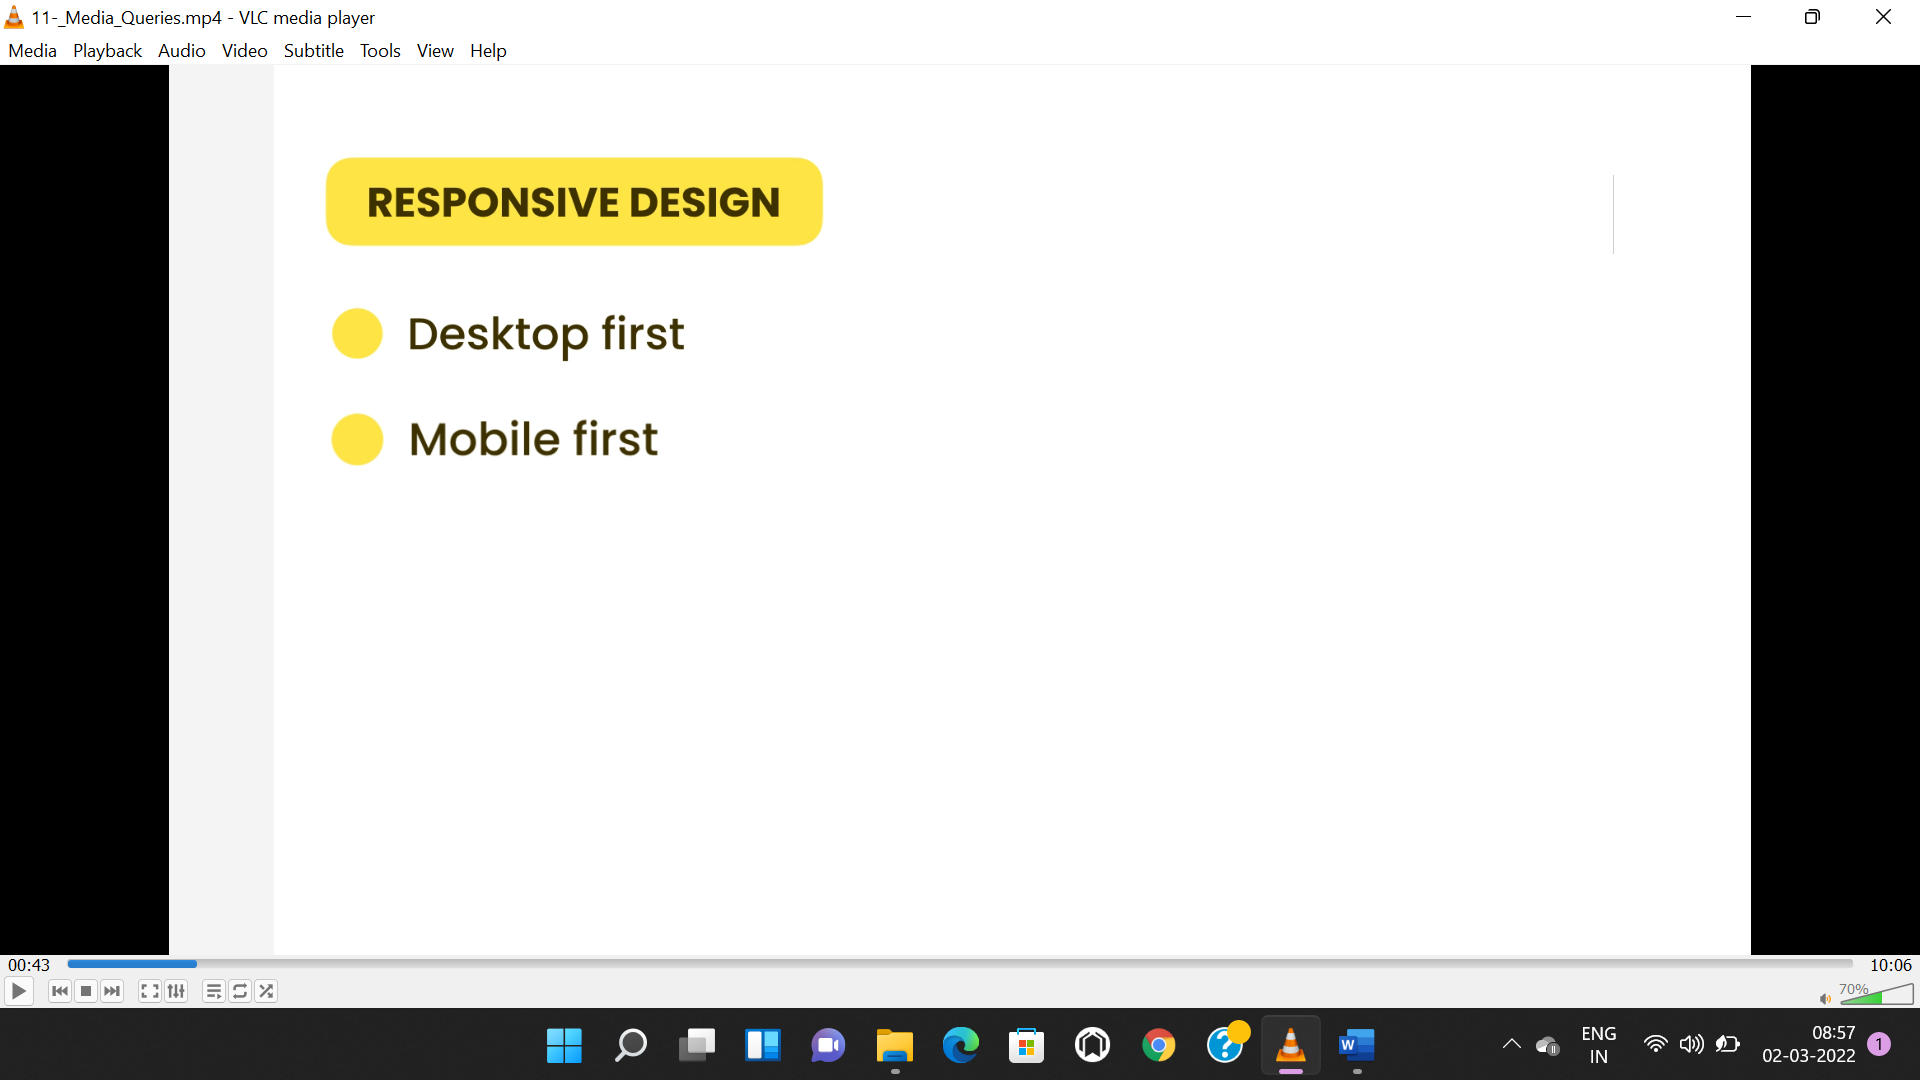 11-_Media_Queries.mp4 - VLC media player
Media Playback Audio Video Subtitle Tools View Help
RESPONSIVE DESIGN
Desktop first
Mobile first
00:43
10:06
70%
W
ENG
IN
08:57
02-03-2022
1